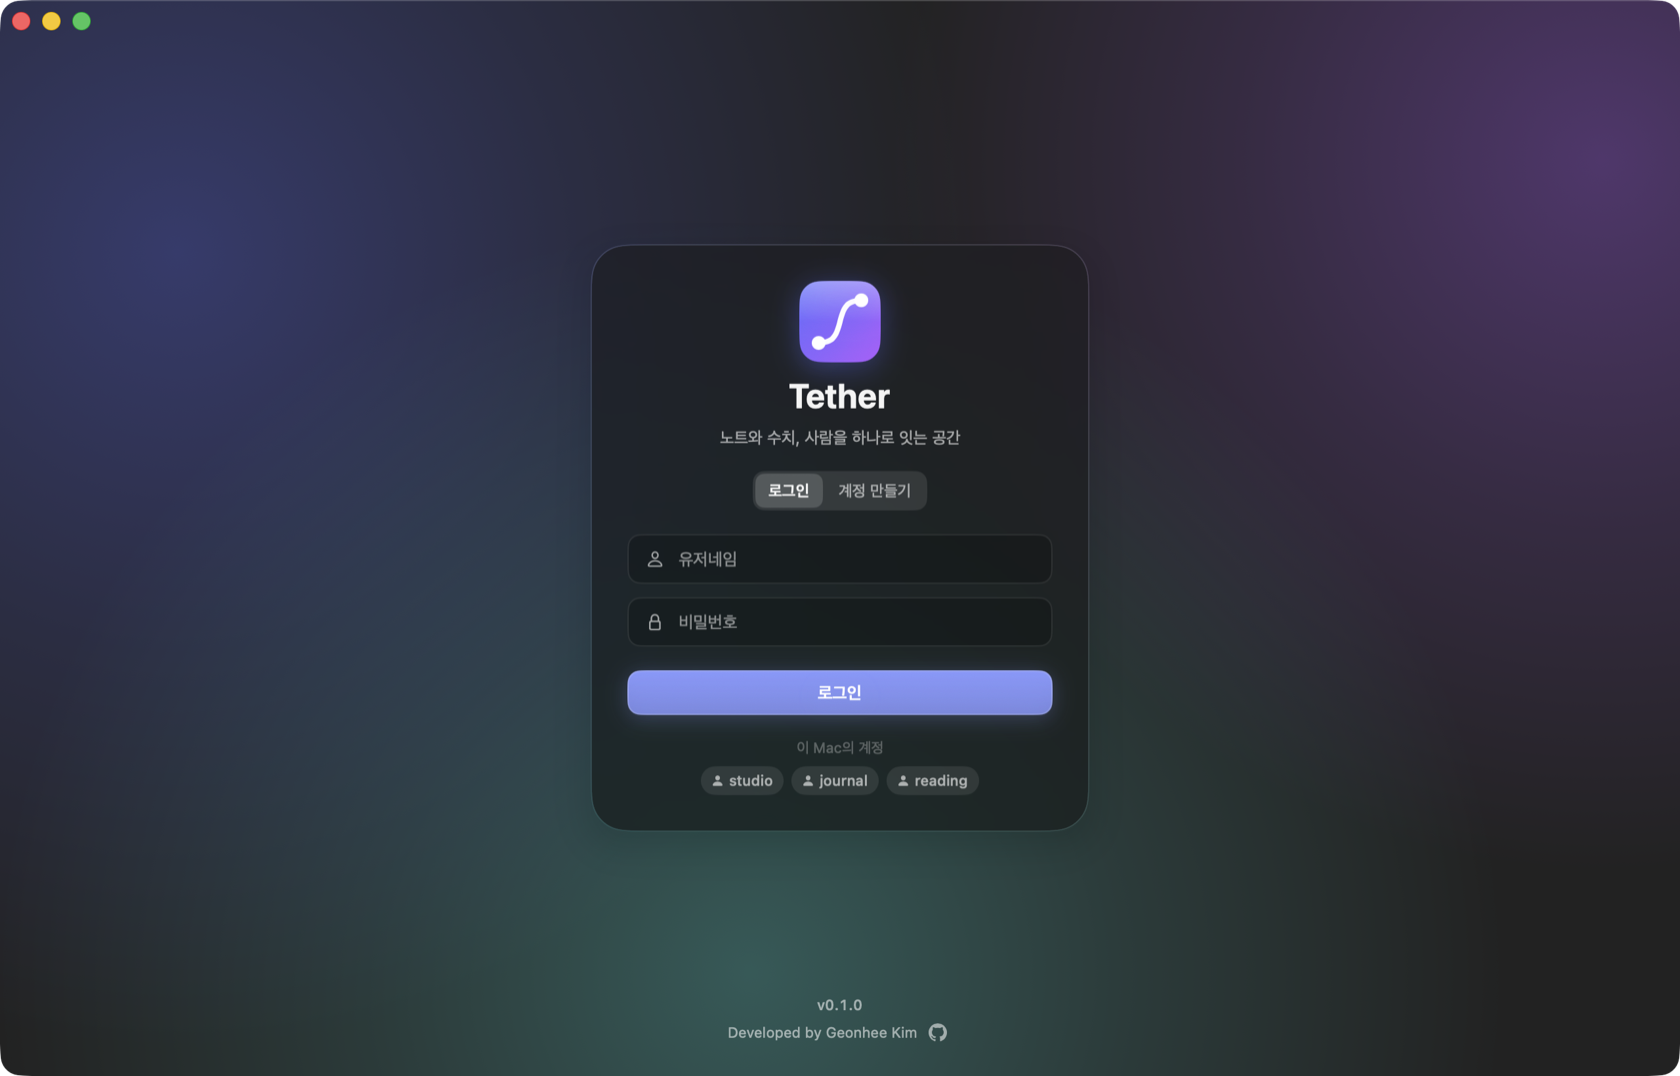 Tether
노트와 수치, 사람을 하나로 잇는 공간
로그인 계정 만들기
유저네임
비밀번호
로그인
이 Mac의 계정
studio journal reading
v0.1.0
Developed by Geonhee Kim